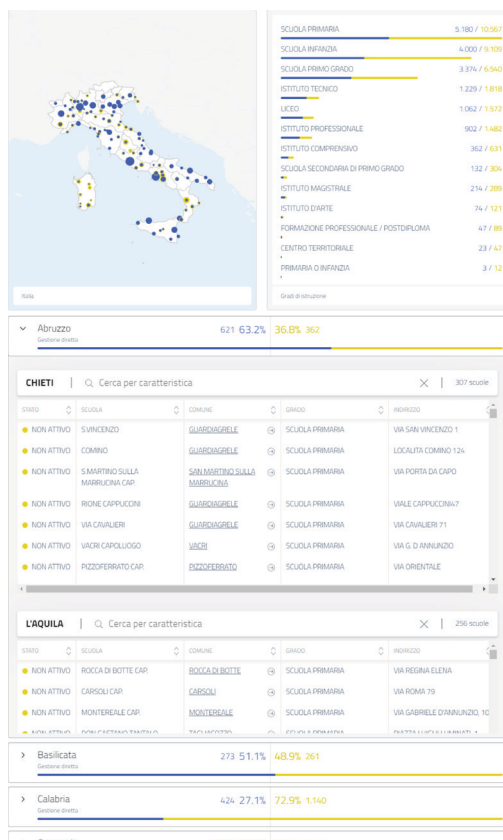 SCUOLA PRIMARIA 5.180 / 10.567
SCUOLA INFANZIA 4.000 / 9.109
SCUOLA PRIMO GRADO 3.374 / 6.540
ISTITUTO TECNICO 1.229 / 1.818
LICEO 1.062 / 1.572
ISTITUTO PROFESSIONALE 902 / 1.482
ISTITUTO COMPRENSIVO 362 / 631
SCUOLA SECONDARIA DI PRIMO GRADO 132 / 304
ISTITUTO MAGISTRALE 214 / 289
ISTITUTO D'ARTE 74 / 121
FORMAZIONE PROFESSIONALE / POSTDIPLOMA 47 / 89
CENTRO TERRITORIALE 23 / 47
PRIMARIA O INFANZIA 3 / 12
Italia
Gradi di istruzione
Abruzzo 621 63.2% 36.8% 362
Gestione diretta
CHIETI | Cerca per caratteristica 307 scuole
STATO SCUOLA COMUNE GRADO INDIRIZZO
NON ATTIVO S.VINCENZO GUARDIAGRELE SCUOLA PRIMARIA VIA SAN VINCENZO 1
NON ATTIVO COMINO GUARDIAGRELE SCUOLA PRIMARIA LOCALITA COMINO 124
NON ATTIVO S.MARTINO SULLA MARRUCINA CAP. SAN MARTINO SULLA MARRUCINA SCUOLA PRIMARIA VIA PORTA DA CAPO
NON ATTIVO RIONE CAPPUCCINI GUARDIAGRELE SCUOLA PRIMARIA VIALE CAPPUCCINI47
NON ATTIVO VIA CAVALIERI GUARDIAGRELE SCUOLA PRIMARIA VIA CAVALIERI 71
NON ATTIVO VACRI CAPOLUOGO VACRI SCUOLA PRIMARIA VIA G. D ANNUNZIO
NON ATTIVO PIZZOFERRATO CAP. PIZZOFERRATO SCUOLA PRIMARIA VIA ORIENTALE
L'AQUILA | Cerca per caratteristica 256 scuole
STATO SCUOLA COMUNE GRADO INDIRIZZO
NON ATTIVO ROCCA DI BOTTE CAP. ROCCA DI BOTTE SCUOLA PRIMARIA VIA REGINA ELENA
NON ATTIVO CARSOLI CAP. CARSOLI SCUOLA PRIMARIA VIA ROMA 79
NON ATTIVO MONTEREALE CAP. MONTEREALE SCUOLA PRIMARIA VIA GABRIELE D'ANNUNZIO, 10
Basilicata 273 51.1% 48.9% 261
Gestione diretta
Calabria 424 27.1% 72.9% 1.140
Gestione diretta